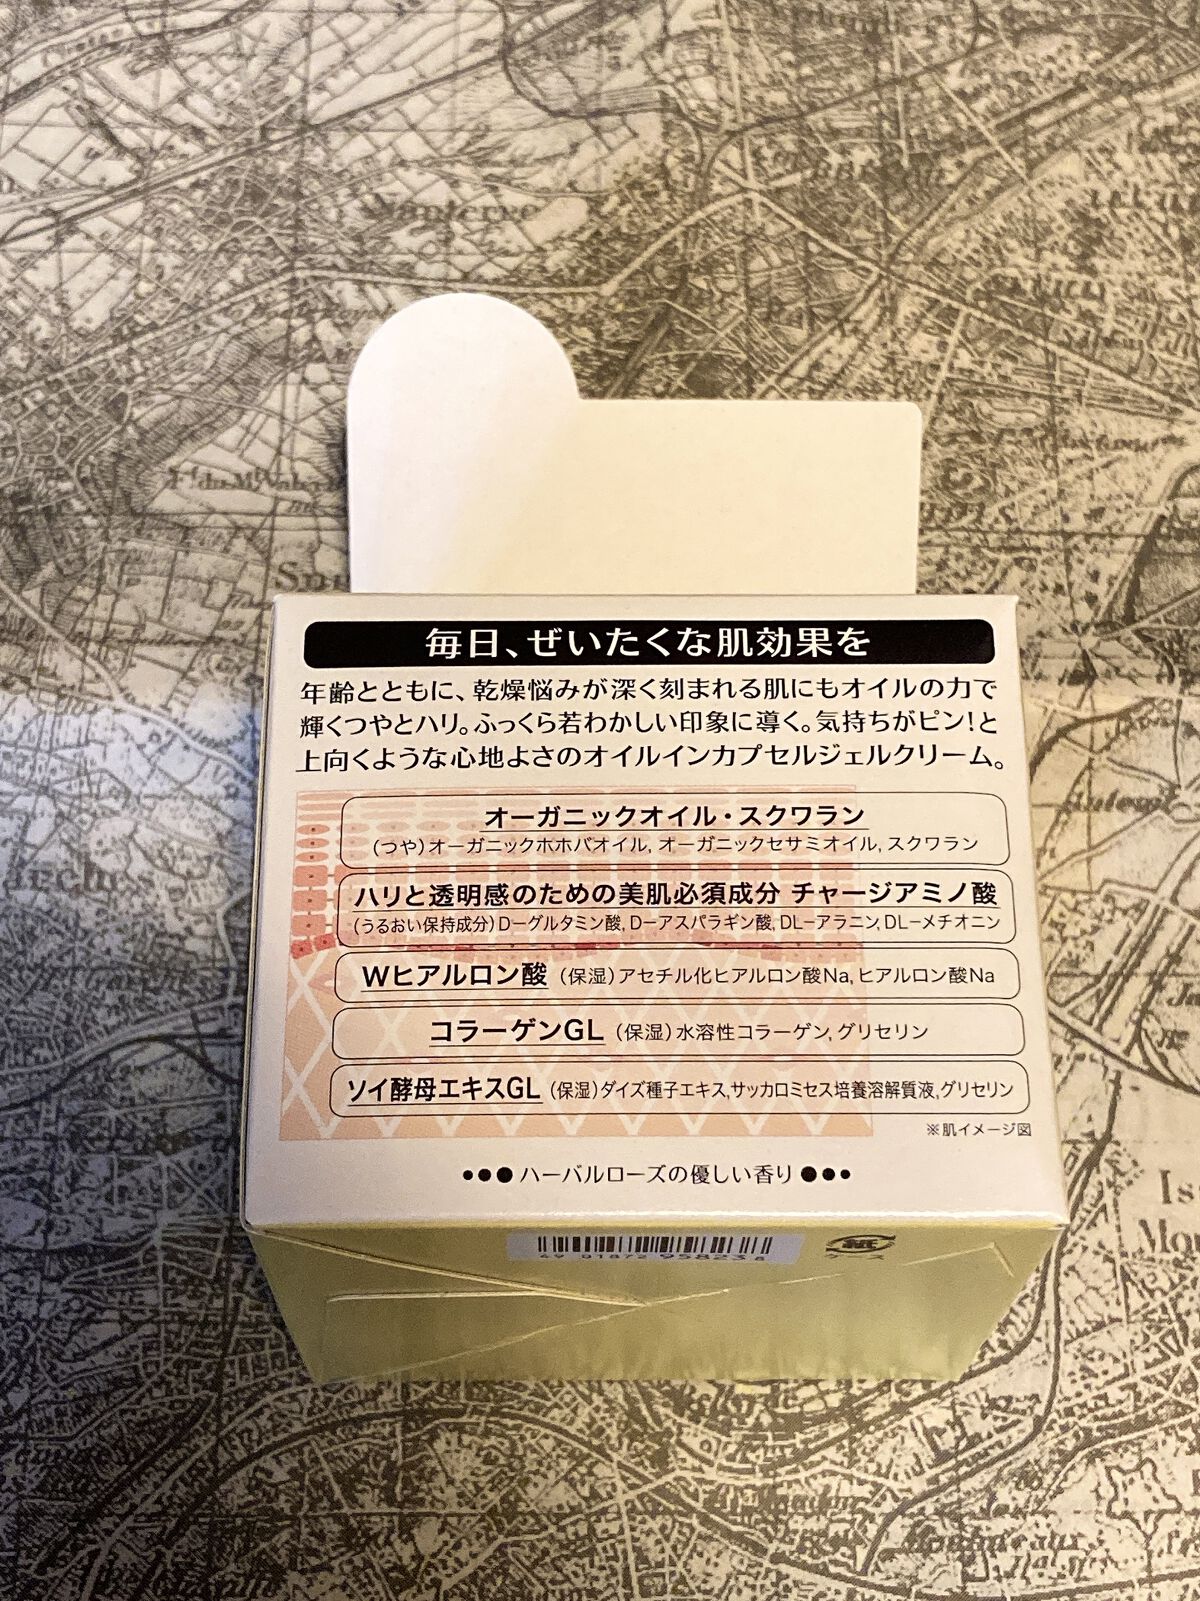 Nanterre
毎日、ぜいたくな肌効果を
年齢とともに、乾燥悩みが深く刻まれる肌にもオイルの力で
輝くつやとハリ。ふっくら若わかしい印象に導く。気持ちがピン!と
上向くような心地よさのオイルインカプセルジェルクリーム。
オーガニックオイル・スクワラン
(つや)オーガニックホホバオイル, オーガニックセサミオイル, スクワラン
ハリと透明感のための美肌必須成分 チャージアミノ酸
(うるおい保持成分)D-グルタミン酸, D-アスパラギン酸, DL-アラニン, DL-メチオニン
Wヒアルロン酸 (保湿)アセチル化ヒアルロン酸Na, ヒアルロン酸Na
コラーゲンGL (保湿)水溶性コラーゲン, グリセリン
ソイ酵母エキスGL (保湿)ダイズ種子エキス,サッカロミセス培養溶解質液,グリセリン
※肌イメージ図
●●●ハーバルローズの優しい香り●●●
紙